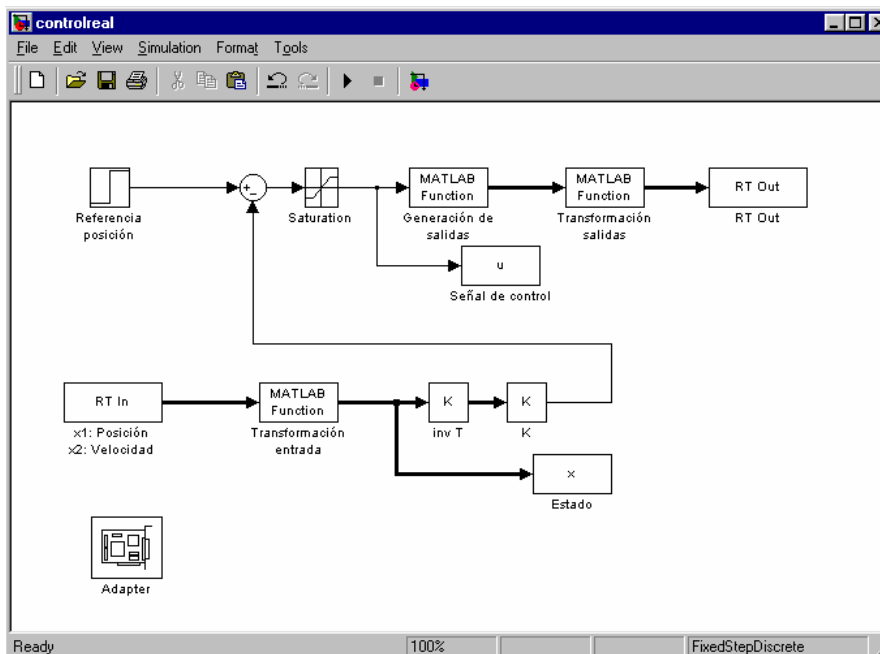 controlreal
File Edit View Simulation Format Tools
Referencia
posición
+
-
Saturation
MATLAB
Function
Generación de
salidas
MATLAB
Function
Transformación
salidas
RT Out
RT Out
u
Señal de control
RT In
x1: Posición
x2: Velocidad
MATLAB
Function
Transformación
entrada
K
inv T
K
K
x
Estado
Adapter
Ready 100% FixedStepDiscrete